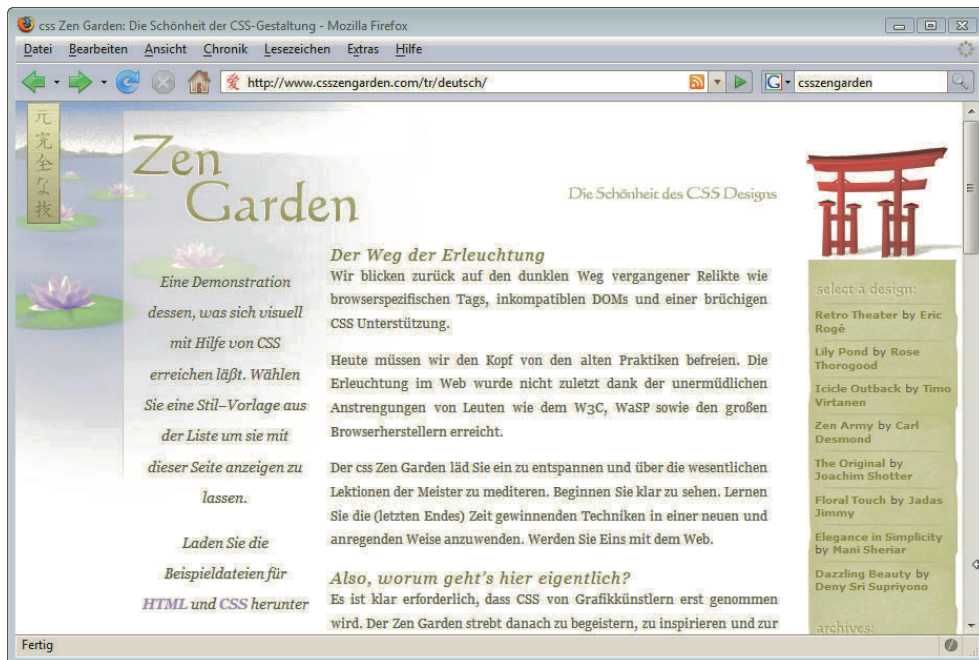 css Zen Garden: Die Schönheit der CSS-Gestaltung - Mozilla Firefox
Datei Bearbeiten Ansicht Chronik Lesezeichen Extras Hilfe
http://www.csszengarden.com/tr/deutsch/
G csszengarden
元
完
全
な
技
Zen
Garden
Die Schönheit des CSS Designs
Eine Demonstration
dessen, was sich visuell
mit Hilfe von CSS
erreichen läßt. Wählen
Sie eine Stil–Vorlage aus
der Liste um sie mit
dieser Seite anzeigen zu
lassen.
Laden Sie die
Beispieldateien für
HTML und CSS herunter
Der Weg der Erleuchtung
Wir blicken zurück auf den dunklen Weg vergangener Relikte wie
browserspezifischen Tags, inkompatiblen DOMs und einer brüchigen
CSS Unterstützung.
Heute müssen wir den Kopf von den alten Praktiken befreien. Die
Erleuchtung im Web wurde nicht zuletzt dank der unermüdlichen
Anstrengungen von Leuten wie dem W3C, WaSP sowie den großen
Browserherstellern erreicht.
Der css Zen Garden läd Sie ein zu entspannen und über die wesentlichen
Lektionen der Meister zu mediteren. Beginnen Sie klar zu sehen. Lernen
Sie die (letzten Endes) Zeit gewinnenden Techniken in einer neuen und
anregenden Weise anzuwenden. Werden Sie Eins mit dem Web.
Also, worum geht's hier eigentlich?
Es ist klar erforderlich, dass CSS von Grafikkünstlern erst genommen
wird. Der Zen Garden strebt danach zu begeistern, zu inspirieren und zur
select a design:
Retro Theater by Eric
Rogé
Lily Pond by Rose
Thorogood
Icicle Outback by Timo
Virtanen
Zen Army by Carl
Desmond
The Original by
Joachim Shotter
Floral Touch by Jadas
Jimmy
Elegance in Simplicity
by Mani Sheriar
Dazzling Beauty by
Deny Sri Supriyono
archives:
Fertig